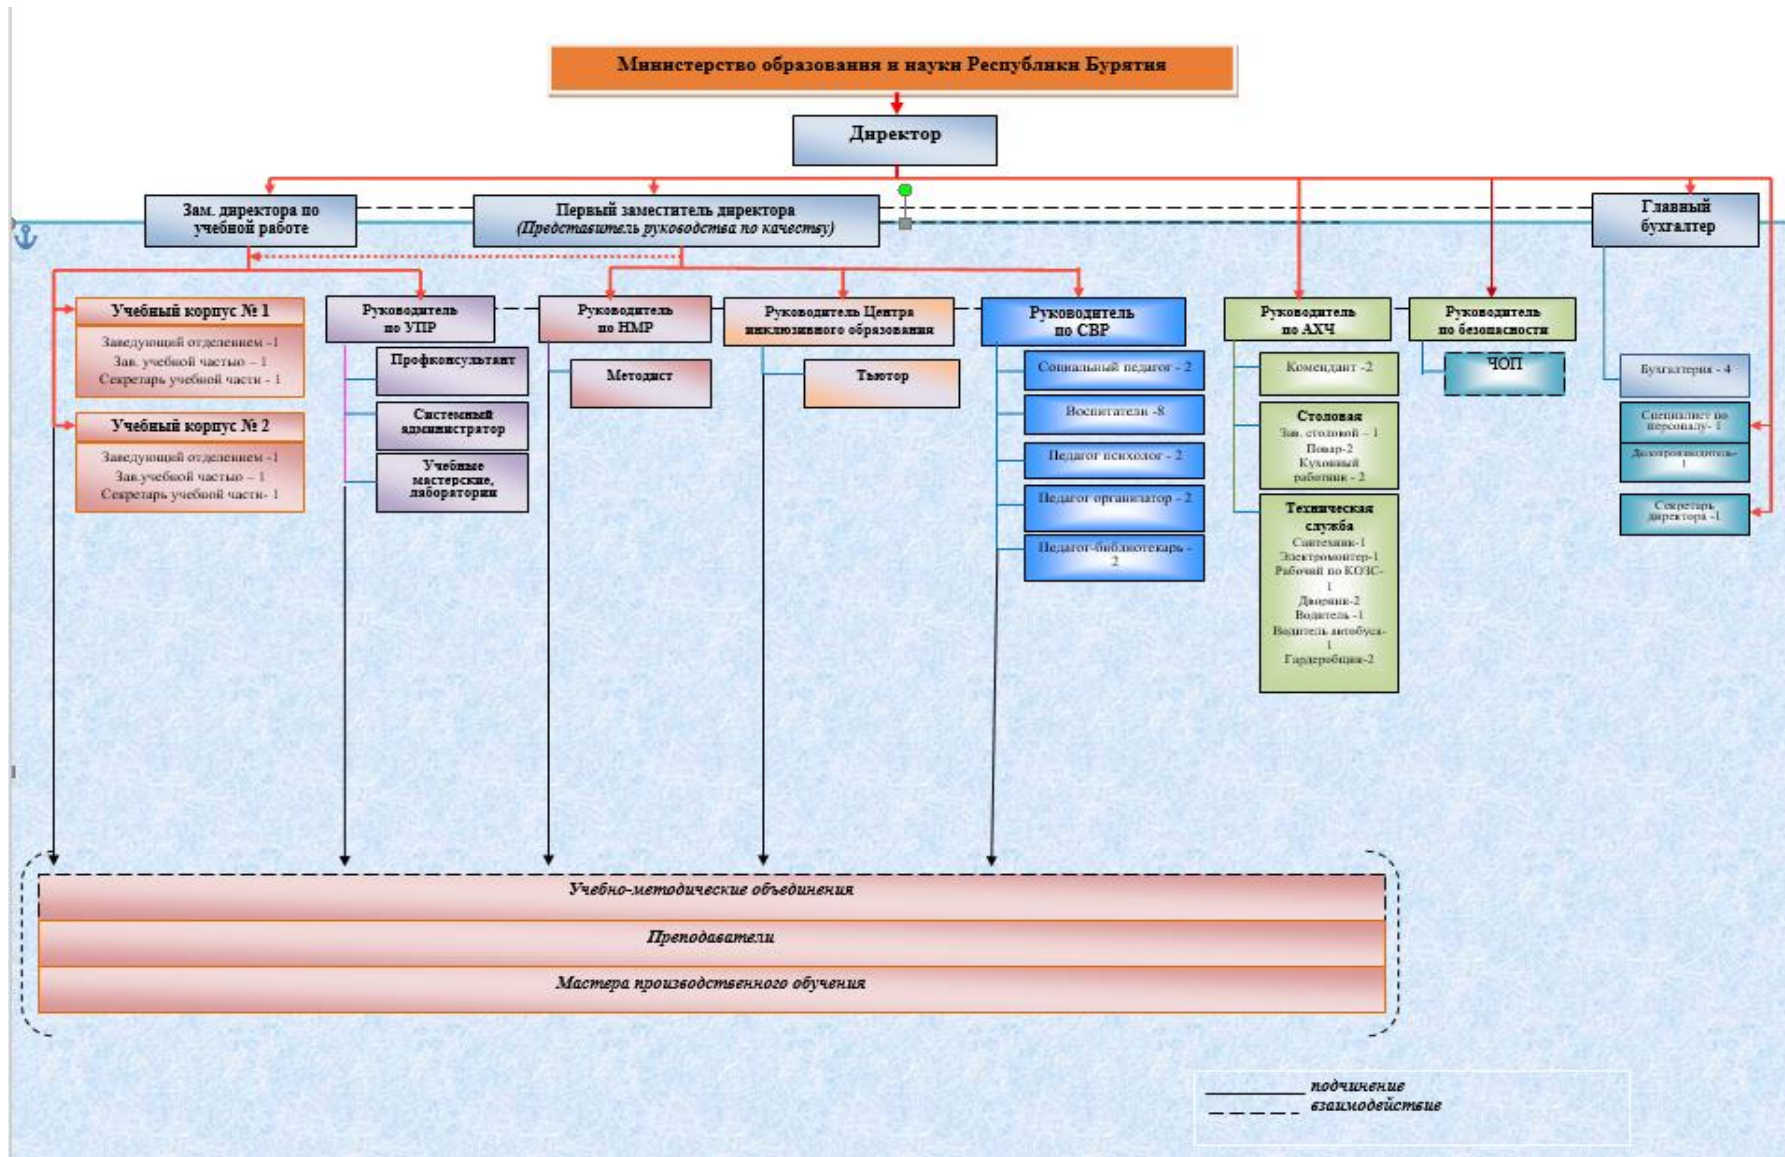 Министерство образования и науки Республики Бурятия
Директор
Зам. директора по
учебной работе
Первый заместитель директора
(Представитель руководства по качеству)
Главный
бухгалтер
Учебный корпус № 1
Заведующий отделением -1
Зав. учебной частью – 1
Секретарь учебной части - 1
Учебный корпус № 2
Заведующий отделением -1
Зав.учебной частью – 1
Секретарь учебной части- 1
Руководитель
по УПР
Профконсультант
Системный
администратор
Учебные
мастерские,
лаборатории
Руководитель
по НМР
Методист
Руководитель Центра
инклюзивного образования
Тьютор
Руководитель
по СВР
Социальный педагог - 2
Воспитатели -8
Педагог психолог - 2
Педагог организатор - 2
Педагог-библиотекарь -
2
Руководитель
по АХЧ
Комендант -2
Столовая
Зав. столовой – 1
Повар-2
Кухонный
работник - 2
Техническая
служба
Сантехник-1
Электромонтер-1
Рабочий по КОЗС-
1
Дворник-2
Водитель -1
Водитель автобуса-
1
Гардеробщик-2
Руководитель
по безопасности
ЧОП
Бухгалтерия - 4
Специалист по
персоналу- 1
Делопроизводитель-
1
Секретарь
директора -1
Учебно-методические объединения
Преподаватели
Мастера производственного обучения
подчинение
взаимодействие